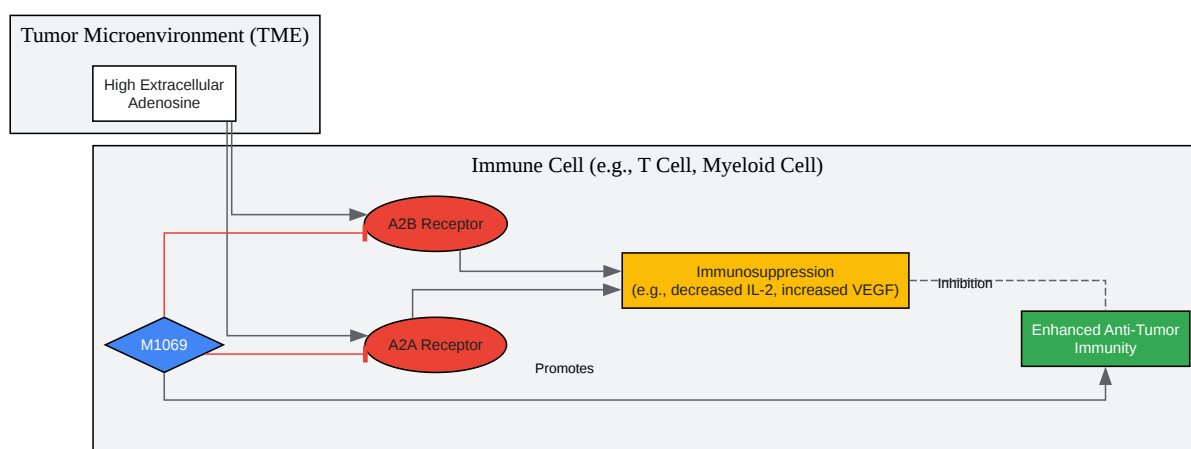 Tumor Microenvironment (TME)
High Extracellular
Adenosine
Immune Cell (e.g., T Cell, Myeloid Cell)
A2B Receptor
Immunosuppression
(e.g., decreased IL-2, increased VEGF)
Inhibition
M1069
A2A Receptor
Enhanced Anti-Tumor
Immunity
Promotes